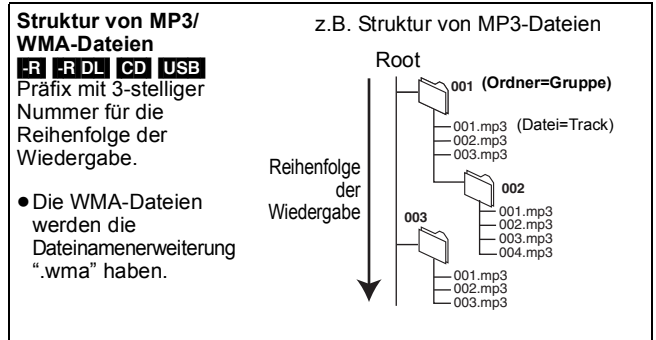 Struktur von MP3/
WMA-Dateien
-R -R DL CD USB
Präfix mit 3-stelliger
Nummer für die
Reihenfolge der
Wiedergabe.
●Die WMA-Dateien
werden die
Dateinamenerweiterung
“.wma” haben.
z.B. Struktur von MP3-Dateien
Root
001 (Ordner=Gruppe)
001.mp3 (Datei=Track)
002.mp3
003.mp3
Reihenfolge
der
Wiedergabe
002
001.mp3
002.mp3
003.mp3
004.mp3
003
001.mp3
002.mp3
003.mp3